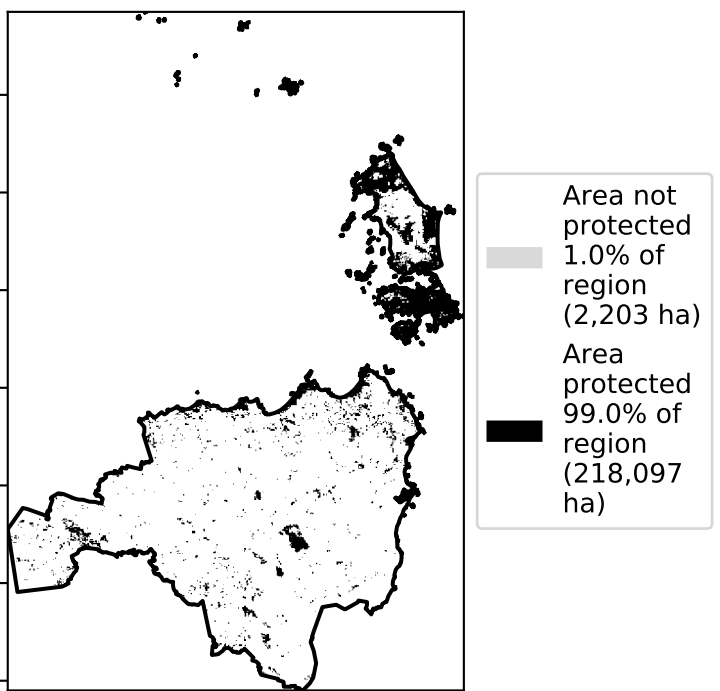 Area not
protected
1.0% of
region
(2,203 ha)
Area
protected
99.0% of
region
(218,097
ha)